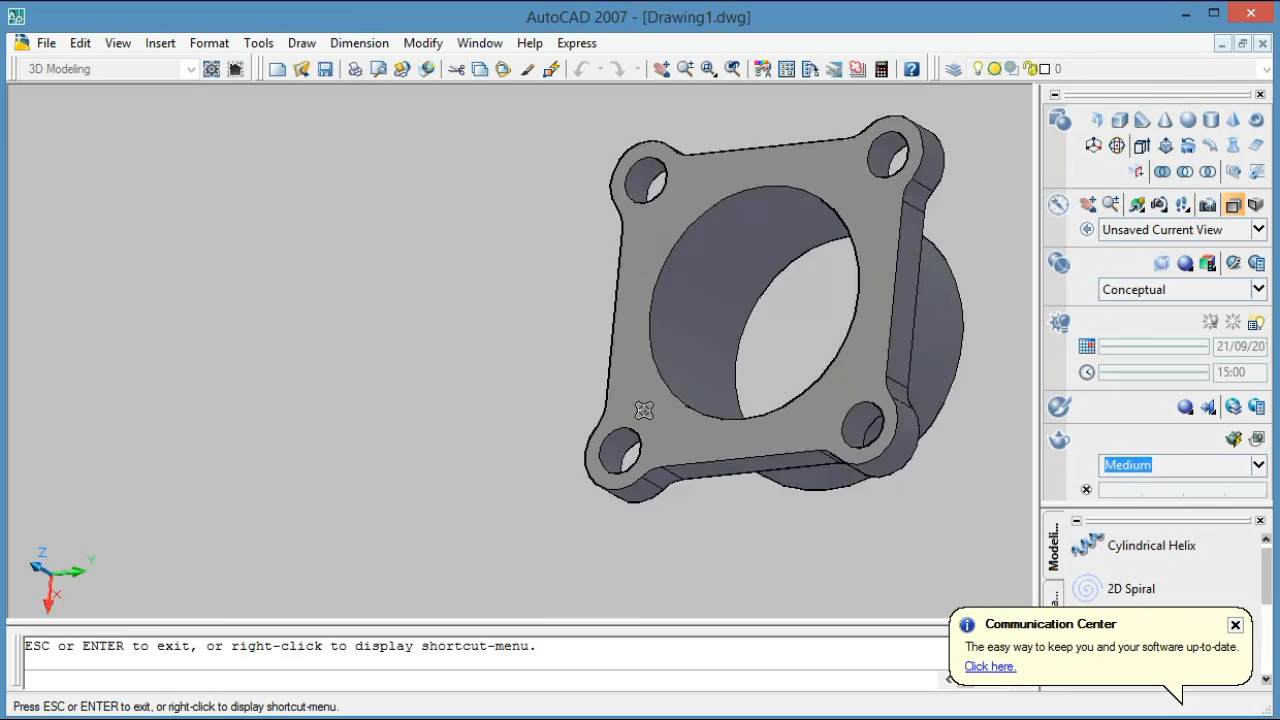 AutoCAD 2007 - [Drawing1.dwg]
File Edit View Insert Format Tools Draw Dimension Modify Window Help Express
3D Modeling
0
Unsaved Current View
Conceptual
21/09/20
15:00
Medium
Modeli...
Cylindrical Helix
2D Spiral
a...
Z
Y
X
Communication Center
The easy way to keep you and your software up-to-date.
Click here.
ESC or ENTER to exit, or right-click to display shortcut-menu.
Press ESC or ENTER to exit, or right-click to display shortcut-menu.